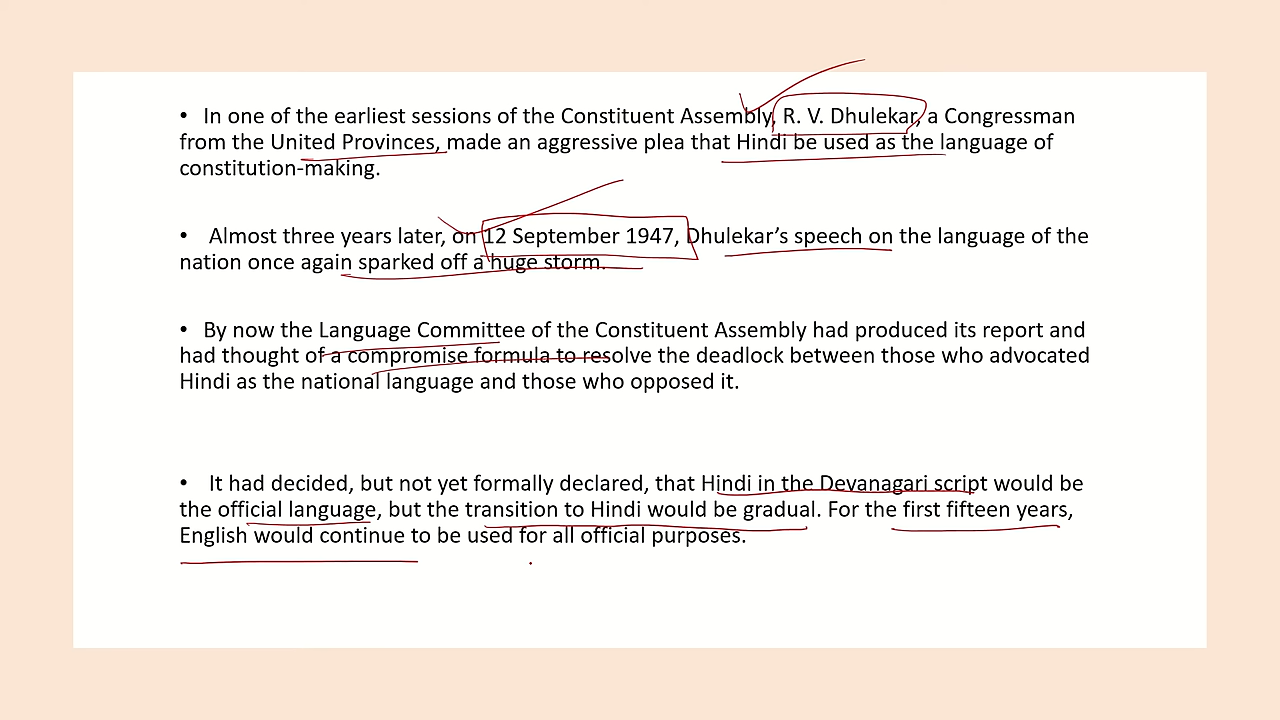 • In one of the earliest sessions of the Constituent Assembly, R. V. Dhulekar, a Congressman
from the United Provinces, made an aggressive plea that Hindi be used as the language of
constitution-making.
• Almost three years later, on 12 September 1947, Dhulekar’s speech on the language of the
nation once again sparked off a huge storm.
• By now the Language Committee of the Constituent Assembly had produced its report and
had thought of a compromise formula to resolve the deadlock between those who advocated
Hindi as the national language and those who opposed it.
• It had decided, but not yet formally declared, that Hindi in the Devanagari script would be
the official language, but the transition to Hindi would be gradual. For the first fifteen years,
English would continue to be used for all official purposes.